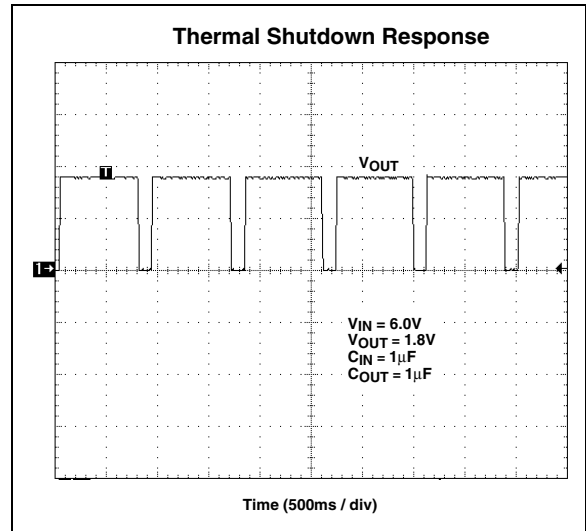 Thermal Shutdown Response
T
VOUT
1→
VIN = 6.0V
VOUT = 1.8V
CIN = 1μF
COUT = 1μF
Time (500ms / div)